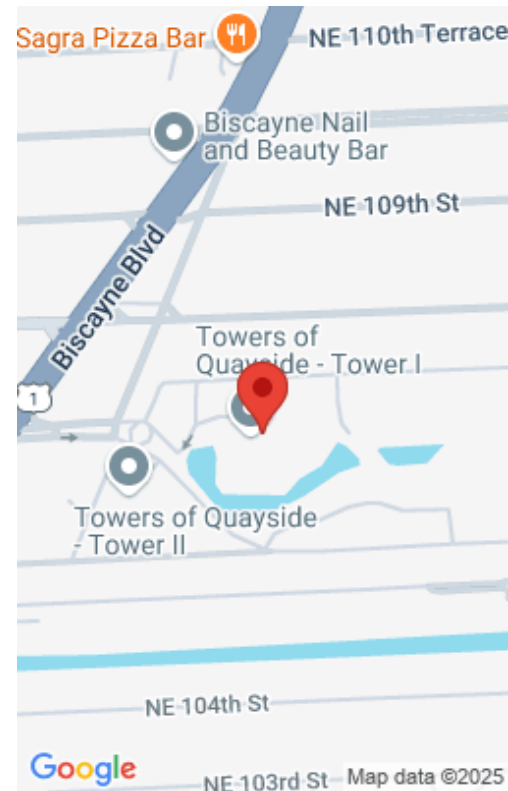 Sagra Pizza Bar
NE 110th Terrace
Biscayne Nail
and Beauty Bar
NE 109th St
Biscayne Blvd
Towers of
Quayside - Tower I
1
Towers of Quayside
- Tower II
NE 104th St
Google
NE 103rd St
Map data ©2025